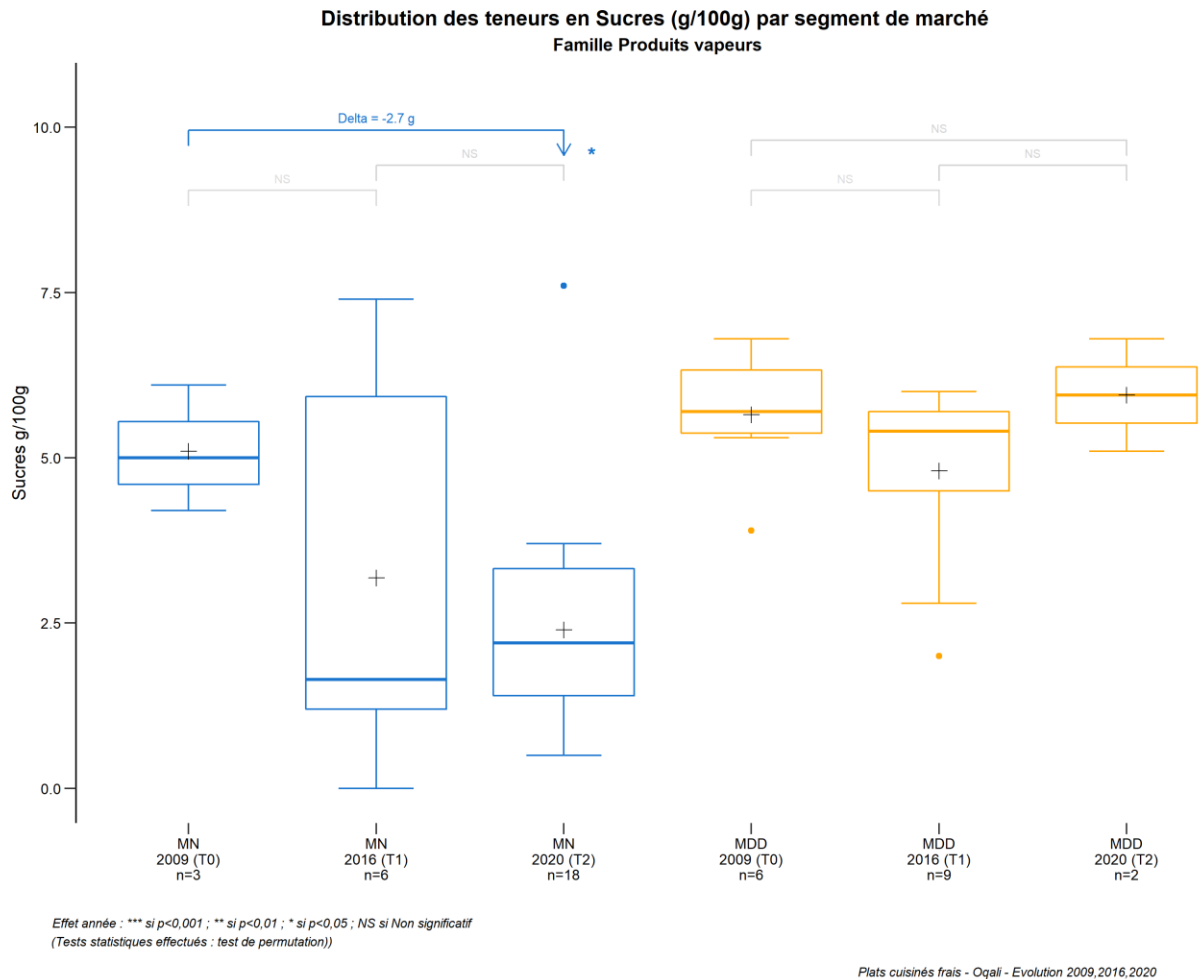 Distribution des teneurs en Sucres (g/100g) par segment de marché
Famille Produits vapeurs
Delta = -2.7 g
*
NS
NS
NS
NS
NS
Sucres g/100g
10.0
7.5
5.0
2.5
0.0
MN
2009 (T0)
n=3
MN
2016 (T1)
n=6
MN
2020 (T2)
n=18
MDD
2009 (T0)
n=6
MDD
2016 (T1)
n=9
MDD
2020 (T2)
n=2
Effet année : *** si p<0,001 ; ** si p<0,01 ; * si p<0,05 ; NS si Non significatif
(Tests statistiques effectués : test de permutation))
Plats cuisinés frais - Oqali - Evolution 2009,2016,2020